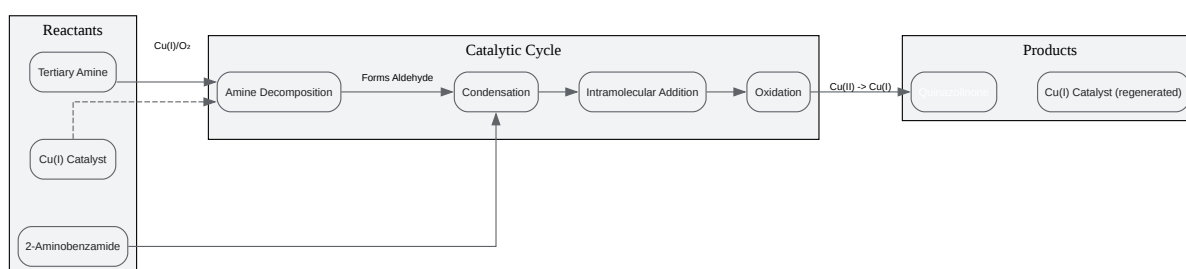 Reactants
Tertiary Amine
Cu(I) Catalyst
2-Aminobenzamide
Cu(I)/O₂
Catalytic Cycle
Amine Decomposition
Forms Aldehyde
Condensation
Intramolecular Addition
Oxidation
Cu(II) -> Cu(I)
Products
Quinazolinone
Cu(I) Catalyst (regenerated)